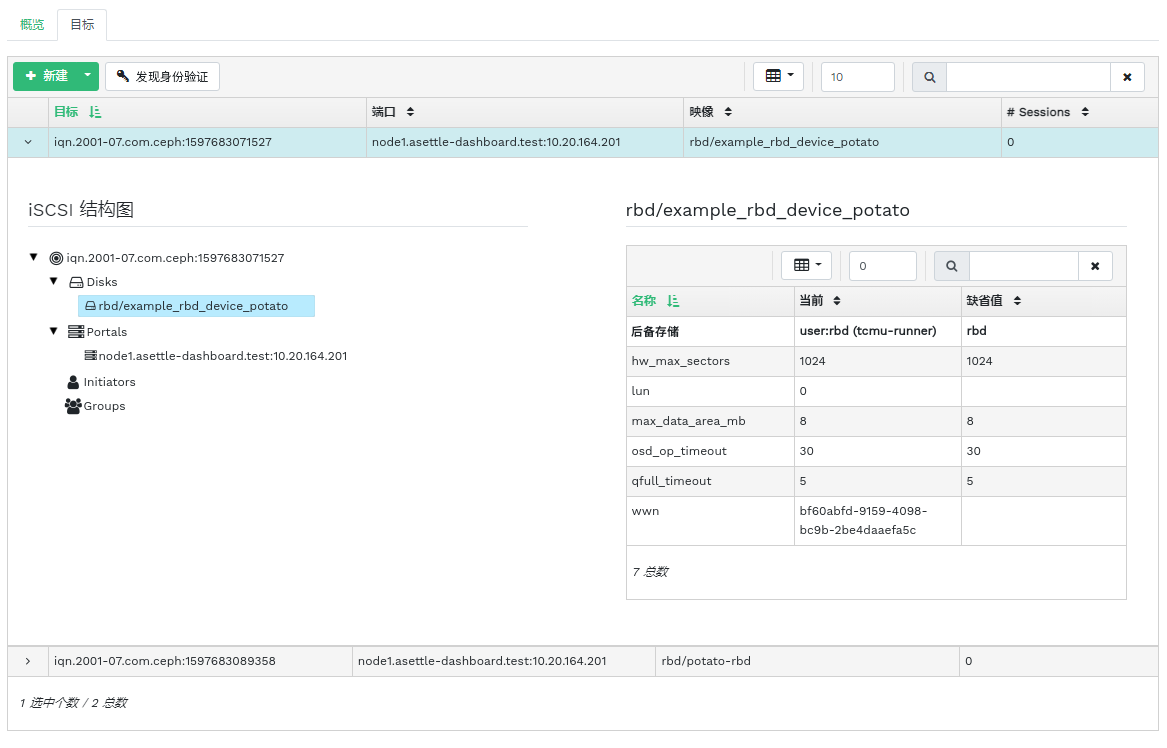 概览 目标
新建 发现身份验证 10
目标 端口 映像 # Sessions
iqn.2001-07.com.ceph:1597683071527 node1.asettle-dashboard.test:10.20.164.201 rbd/example_rbd_device_potato 0
iSCSI 结构图
iqn.2001-07.com.ceph:1597683071527
Disks
rbd/example_rbd_device_potato
Portals
node1.asettle-dashboard.test:10.20.164.201
Initiators
Groups
rbd/example_rbd_device_potato
0
名称 当前 缺省值
后备存储 user:rbd (tcmu-runner) rbd
hw_max_sectors 1024 1024
lun 0
max_data_area_mb 8 8
osd_op_timeout 30 30
qfull_timeout 5 5
wwn bf60abfd-9159-4098-
bc9b-2be4daaefa5c
7 总数
iqn.2001-07.com.ceph:1597683089358 node1.asettle-dashboard.test:10.20.164.201 rbd/potato-rbd 0
1 选中个数 / 2 总数